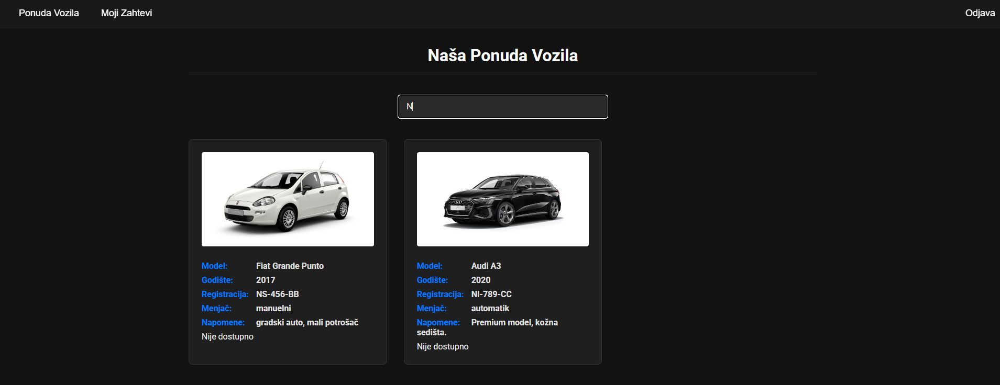 Ponuda Vozila Moji Zahtevi Odjava
Naša Ponuda Vozila
N
Model: Fiat Grande Punto
Godište: 2017
Registracija: NS-456-BB
Menjač: manuelni
Napomene: gradski auto, mali potrošač
Nije dostupno
Model: Audi A3
Godište: 2020
Registracija: NI-789-CC
Menjač: automatik
Napomene: Premium model, kožna
sedišta.
Nije dostupno